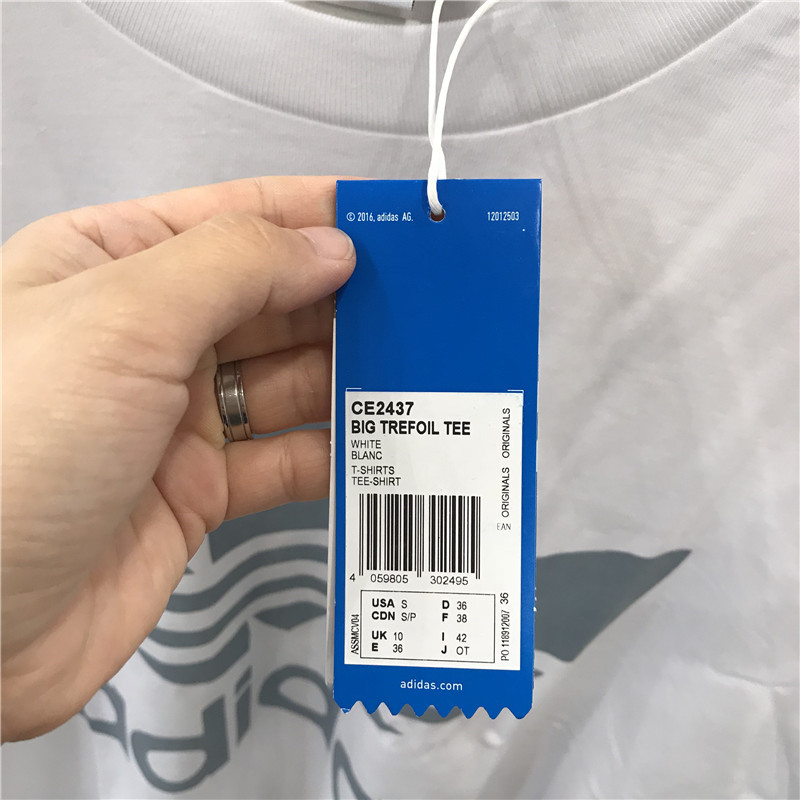 © 2016, adidas AG. 12012503
CE2437
BIG TREFOIL TEE
WHITE
BLANC
T-SHIRTS
TEE-SHIRT
ORIGINALS ORIGINALS
EAN
4 059805 302495
ASSMCV04
USA S D 36
CDN S/P F 38
UK 10 I 42
E 36 J OT
PO 118912007 36
adidas.com